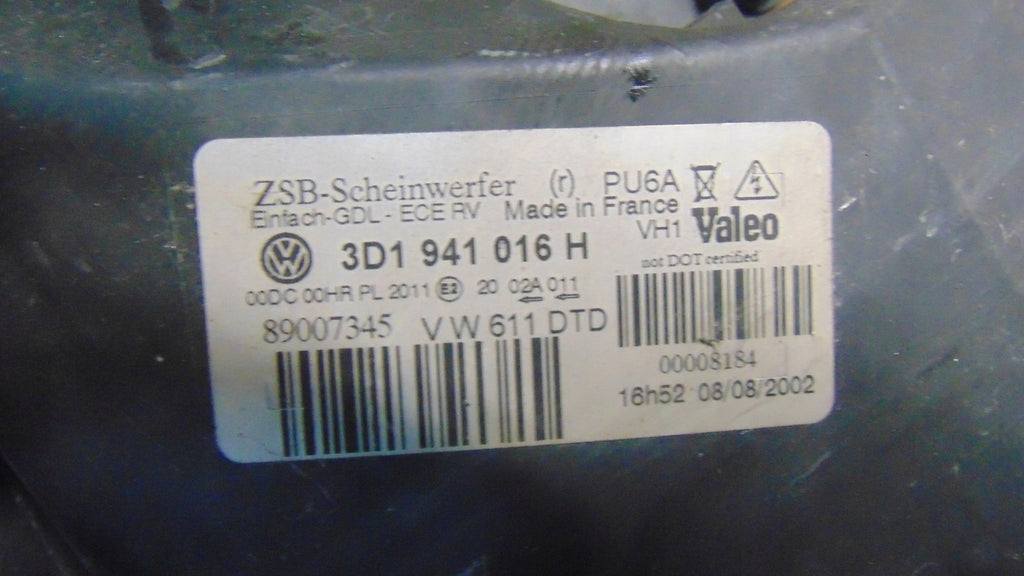 ZSB-Scheinwerfer (r) PU6A
Einfach-GDL - ECE RV Made in France
VH1 Valeo
3D1 941 016 H
not DOT certified
00DC 00HR PL 2011 E2 20 02A 011
89007345 VW 611 DTD
00008184
16h52 08/08/2002